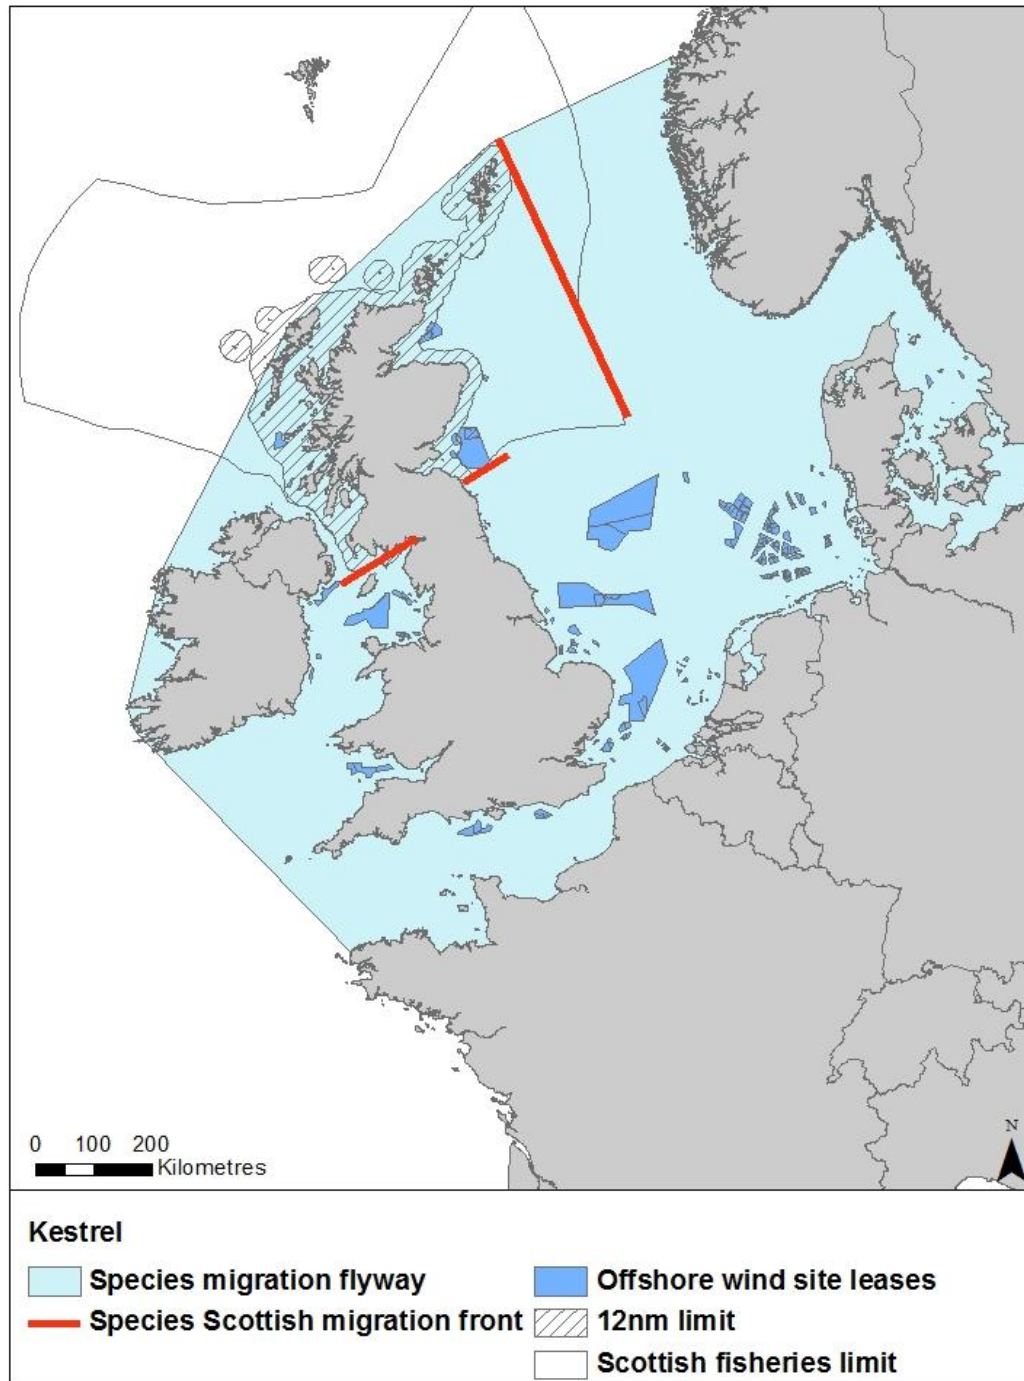 N
0 100 200
Kilometres
Kestrel
Species migration flyway
Species Scottish migration front
Offshore wind site leases
12nm limit
Scottish fisheries limit